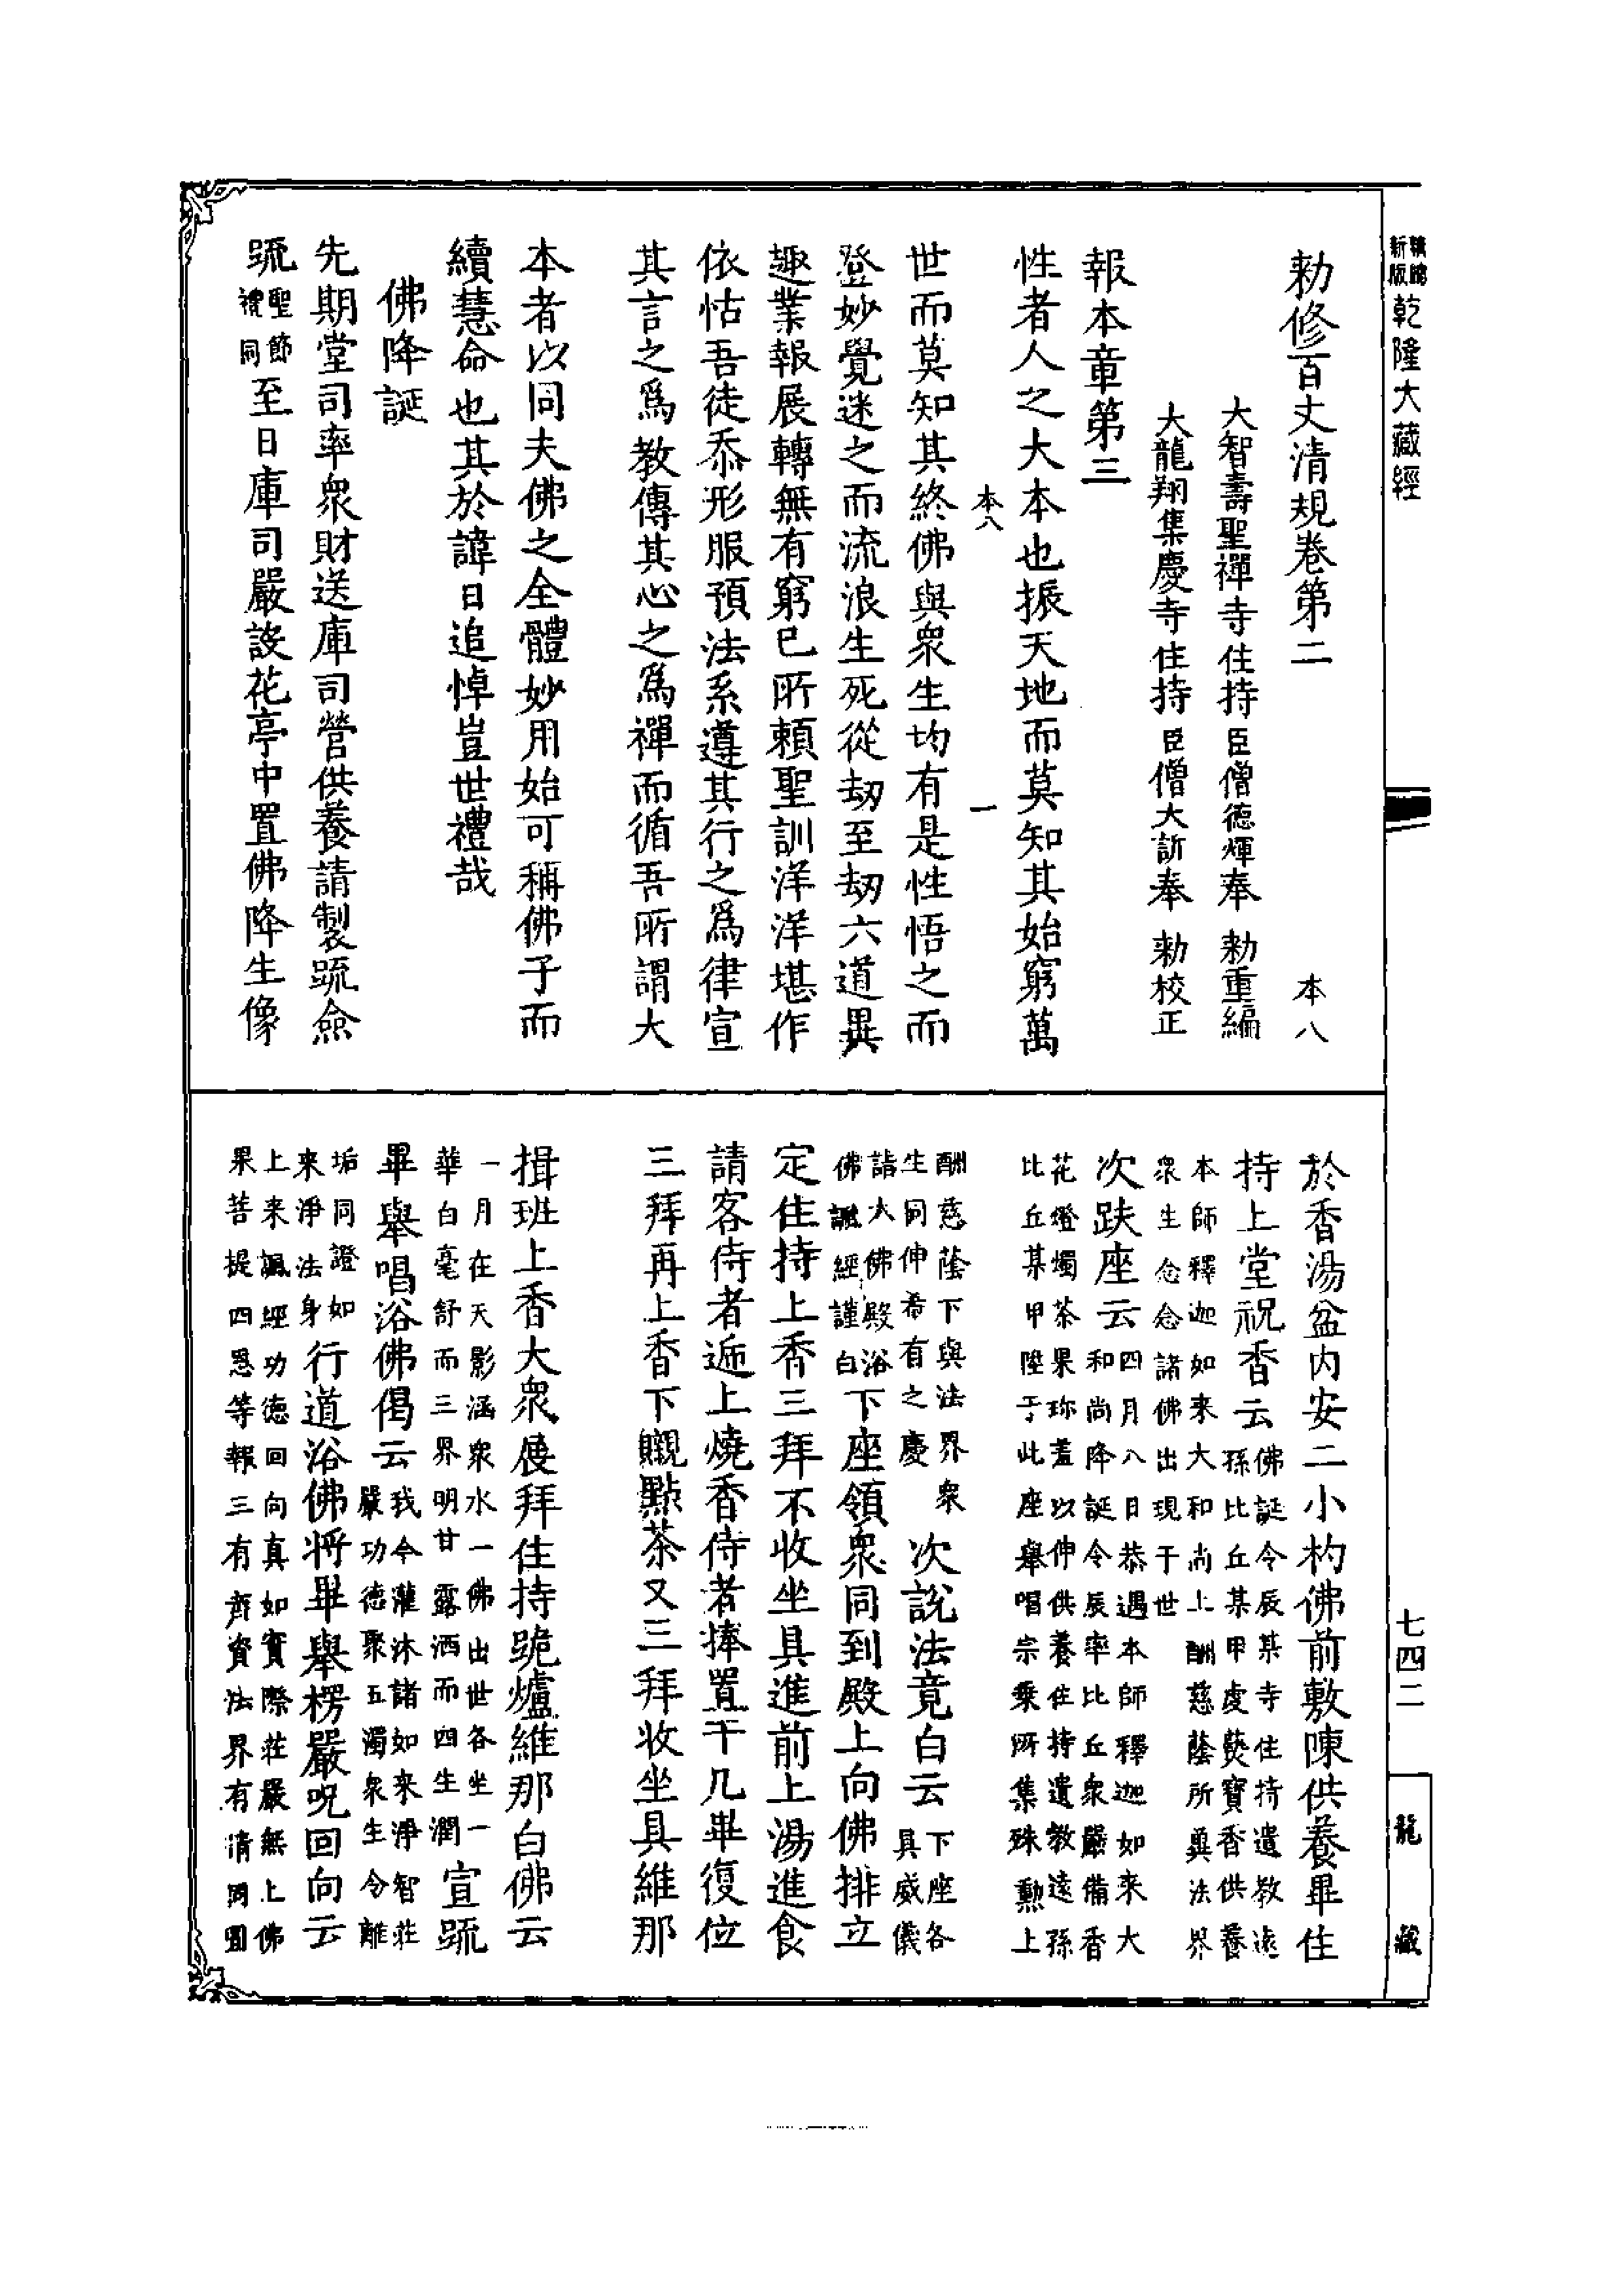 精縮新版乾隆大藏經
勅修百丈清規卷第二 本八
大智壽聖禪寺住持臣僧德煇奉 勅重編
大龍翔集慶寺住持臣僧大訢奉 勅校正
報本章第三
性者人之大本也振天地而莫知其始窮萬
本八 一
世而莫知其終佛與衆生均有是性悟之而
登妙覺迷之而流浪生死從劫至劫六道異
趣業報展轉無有窮已所賴聖訓洋洋堪作
依怙吾徒忝形服預法系遵其行之爲律宣
其言之爲教傳其心之爲禪而循吾所謂大
本者以同夫佛之全體妙用始可稱佛子而
續慧命也其於諱日追悼豈世禮哉
佛降誕
先期堂司率衆財送庫司營供養請製疏僉
疏聖節禮同至日庫司嚴設花亭中置佛降生像
於香湯盆内安二小杓佛前敷陳供養畢住
持上堂祝香云佛誕令辰某寺住持遺教遠孫比丘某甲虔爇寶香供養
本師釋迦如來大和尚上酬慈蔭所冀法界
衆生念念諸佛出現于世
次趺座云四月八日恭遇本師釋迦如來大和尚降誕令辰率比丘衆嚴備香
花燈燭茶果珍羞以伸供養住持遺教遠孫
比丘某甲陞于此座舉唱宗乘所集殊勲上
酬慈蔭下與法界衆生同伸希有之慶次說法竟白云下座各具威儀
詣大佛殿浴佛諷經謹白下座領衆同到殿上向佛排立
定住持上香三拜不收坐具進前上湯進食
請客侍者逓上燒香侍者捧置于几畢復位
三拜再上香下䞋點茶又三拜收坐具維那
揖班上香大衆展拜住持跪爐維那白佛云
一月在天影涵衆水一佛出世各坐一
華白毫舒而三界明甘露洒而四生潤宣疏
畢舉唱浴佛偈云我今灌沐諸如來淨智莊嚴功德聚五濁衆生令離
垢同證如來淨法身行道浴佛將畢舉楞嚴呪回向云
上來諷經功德回向真如實際莊嚴無上佛
果菩提四恩等報三有齊資法界有情同圓
七四二
龍藏